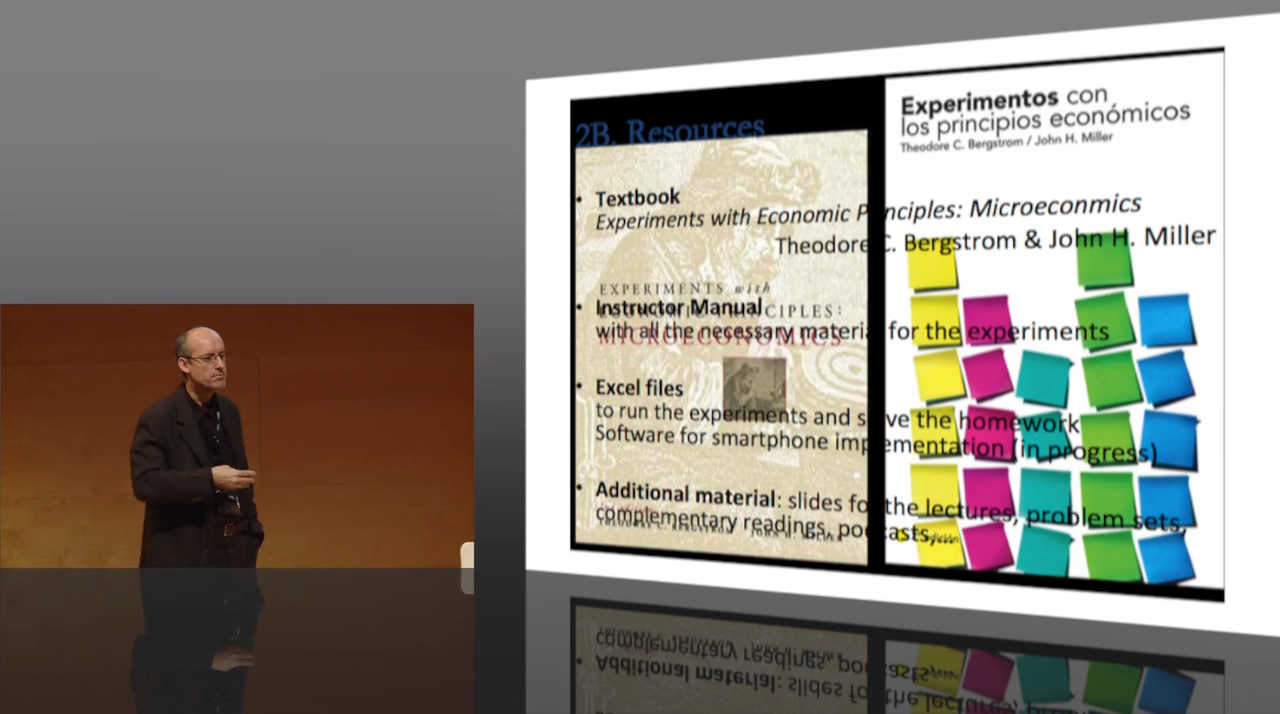 2B. Resources
• Textbook
Experiments with Economic Principles: Microeconmics
Theodore C. Bergstrom & John H. Miller
• Instructor Manual
with all the necessary material for the experiments
• Excel files
to run the experiments and solve the homework
Software for smartphone implementation (in progress)
• Additional material: slides for the lectures, problem sets,
complementary readings, podcasts,...
EXPERIMENTS with
ECONOMIC PRINCIPLES:
MICROECONOMICS
Experimentos con
los principios económicos
Theodore C. Bergstrom / John H. Miller